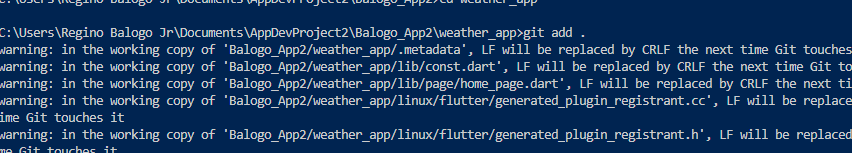 C:\Users\Regino Balogo Jr\Documents\AppDevProject2\Balogo_App2>cd weather_app
C:\Users\Regino Balogo Jr\Documents\AppDevProject2\Balogo_App2\weather_app>git add .
warning: in the working copy of 'Balogo_App2/weather_app/.metadata', LF will be replaced by CRLF the next time Git touches
warning: in the working copy of 'Balogo_App2/weather_app/lib/const.dart', LF will be replaced by CRLF the next time Git to
warning: in the working copy of 'Balogo_App2/weather_app/lib/page/home_page.dart', LF will be replaced by CRLF the next ti
warning: in the working copy of 'Balogo_App2/weather_app/linux/flutter/generated_plugin_registrant.cc', LF will be replace
ime Git touches it
warning: in the working copy of 'Balogo_App2/weather_app/linux/flutter/generated_plugin_registrant.h', LF will be replaced
me Git touches it